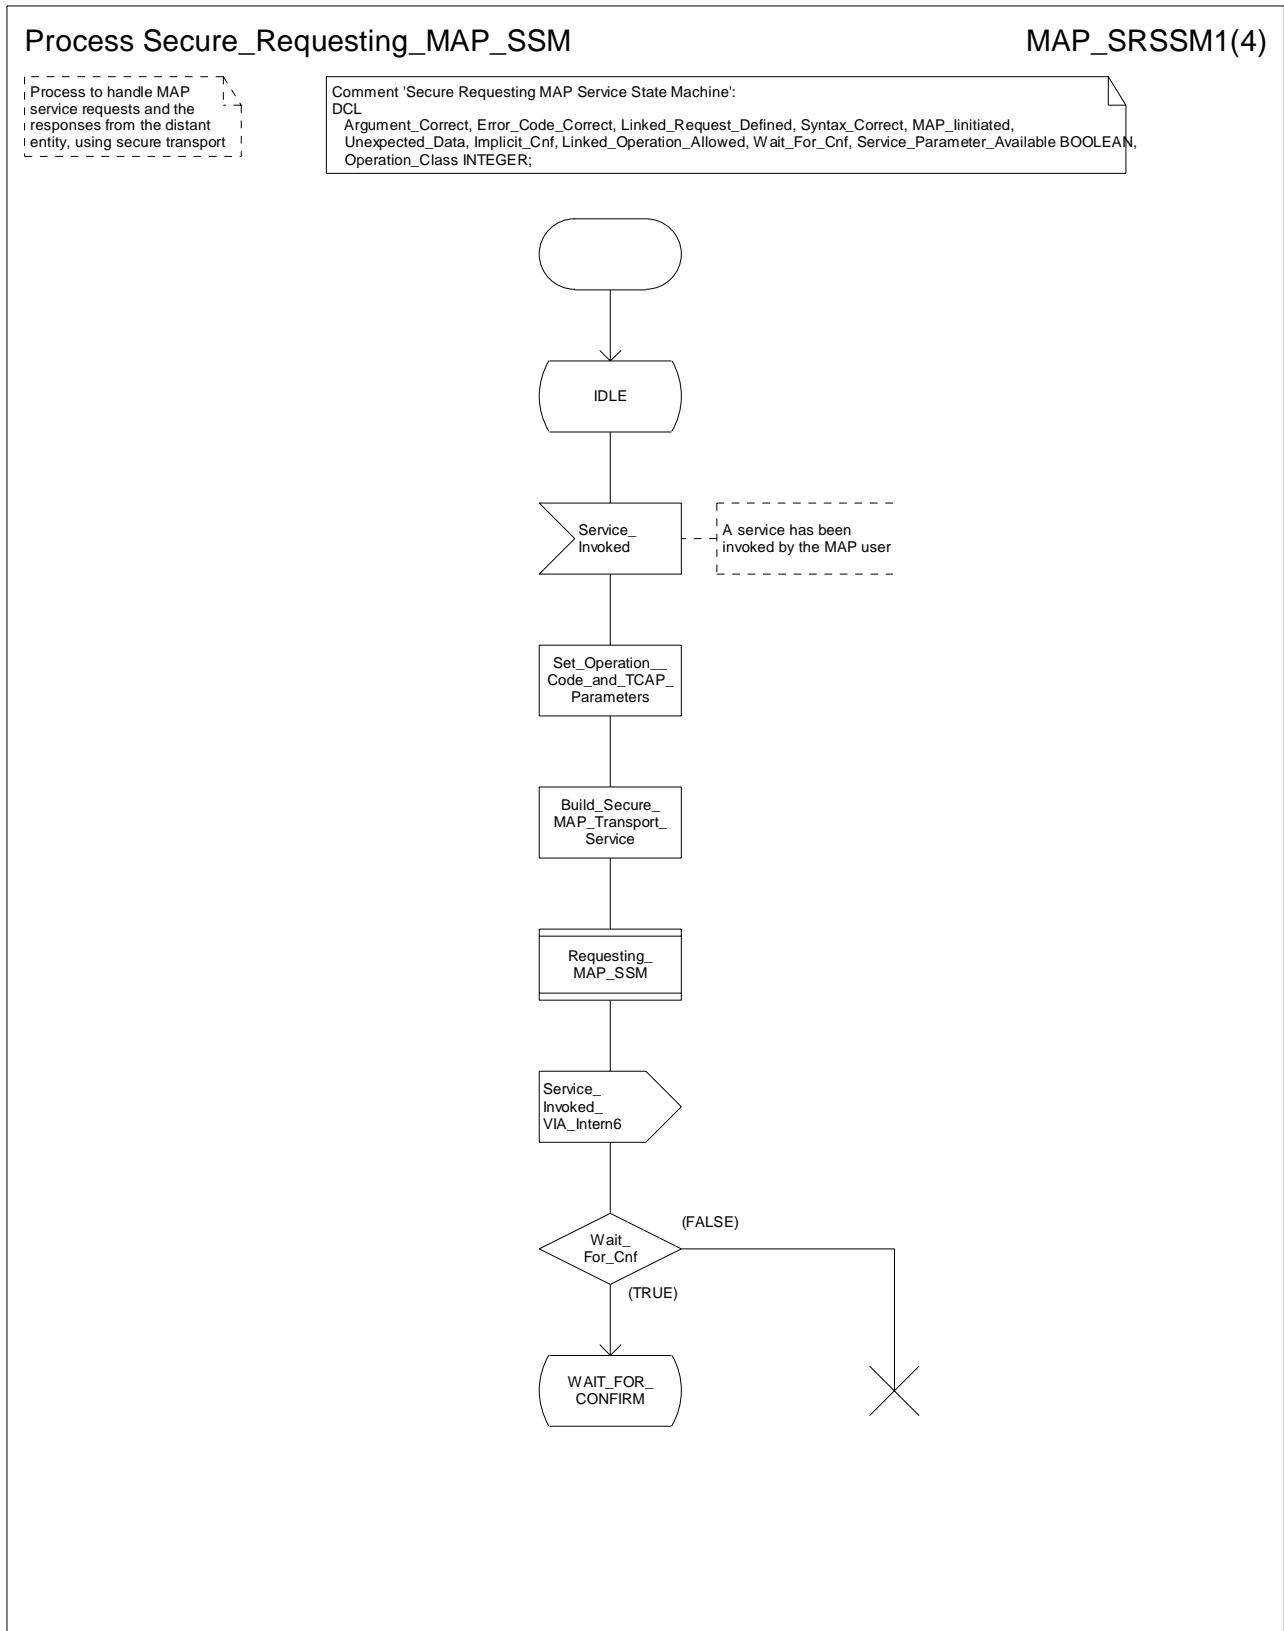 Process Secure_Requesting_MAP_SSM
MAP_SRSSM1(4)
Process to handle MAP
service requests and the
responses from the distant
entity, using secure transport
Comment 'Secure Requesting MAP Service State Machine':
DCL
Argument_Correct, Error_Code_Correct, Linked_Request_Defined, Syntax_Correct, MAP_Iinitiated,
Unexpected_Data, Implicit_Cnf, Linked_Operation_Allowed, Wait_For_Cnf, Service_Parameter_Available BOOLEAN,
Operation_Class INTEGER;
IDLE
Service_
Invoked
A service has been
invoked by the MAP user
Set_Operation__
Code_and_TCAP_
Parameters
Build_Secure_
MAP_Transport_
Service
Requesting_
MAP_SSM
Service_
Invoked_
VIA_Intern6
(FALSE)
Wait_
For_Cnf
(TRUE)
WAIT_FOR_
CONFIRM